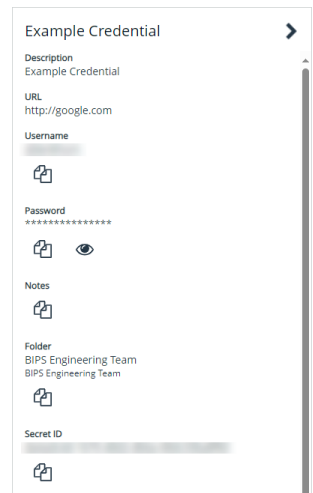 Example Credential
Description
Example Credential
URL
http://google.com
Username
Password
***************
Notes
Folder
BIPS Engineering Team
BIPS Engineering Team
Secret ID